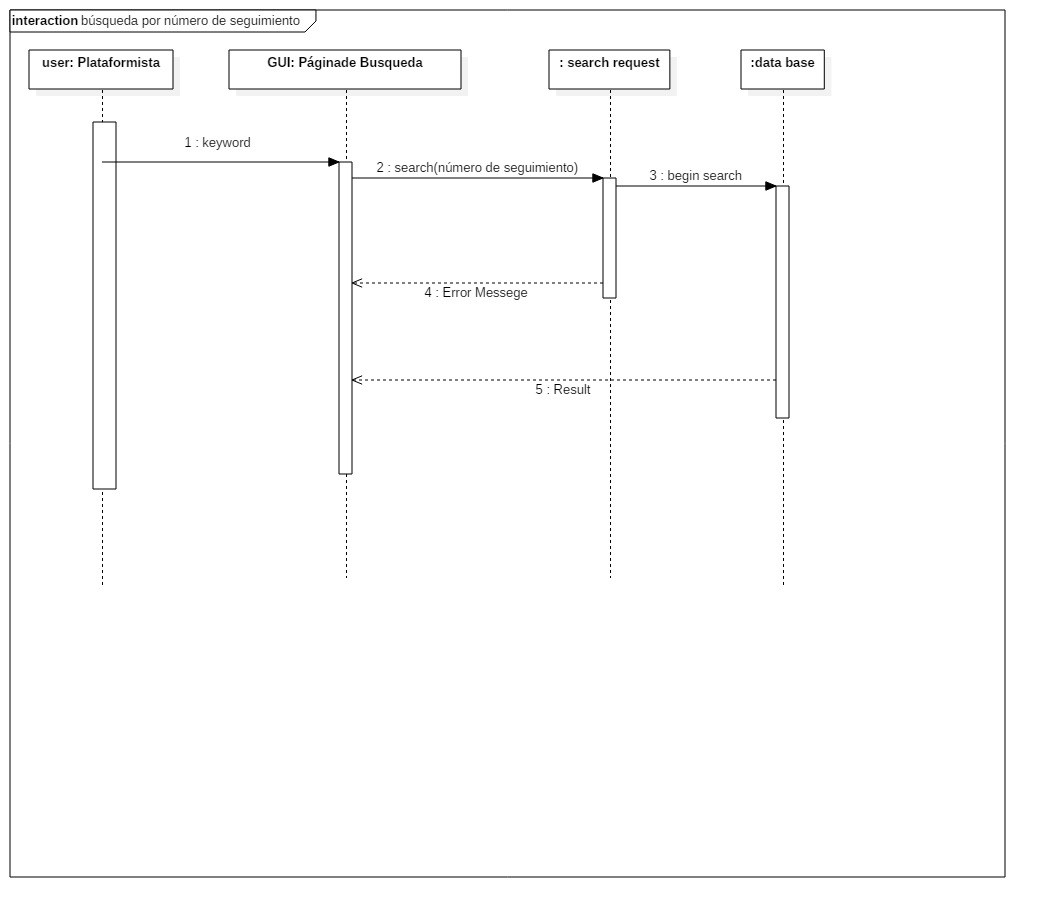 interaction búsqueda por número de seguimiento
user: Plataformista
GUI: Páginade Busqueda
: search request
:data base
1 : keyword
2 : search(número de seguimiento)
3 : begin search
4 : Error Messege
5 : Result